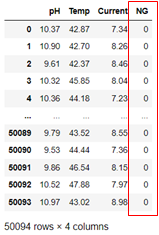 pH Temp Current NG
0 10.37 42.87 7.34 0
1 10.90 42.70 8.26 0
2 9.61 42.37 8.46 0
3 10.32 45.85 8.04 0
4 10.36 44.18 7.23 0
... ... ... ... ...
50089 9.79 43.52 8.55 0
50090 9.53 44.44 7.36 0
50091 9.86 46.54 8.15 0
50092 10.52 47.88 7.97 0
50093 10.97 43.02 8.98 0
50094 rows × 4 columns